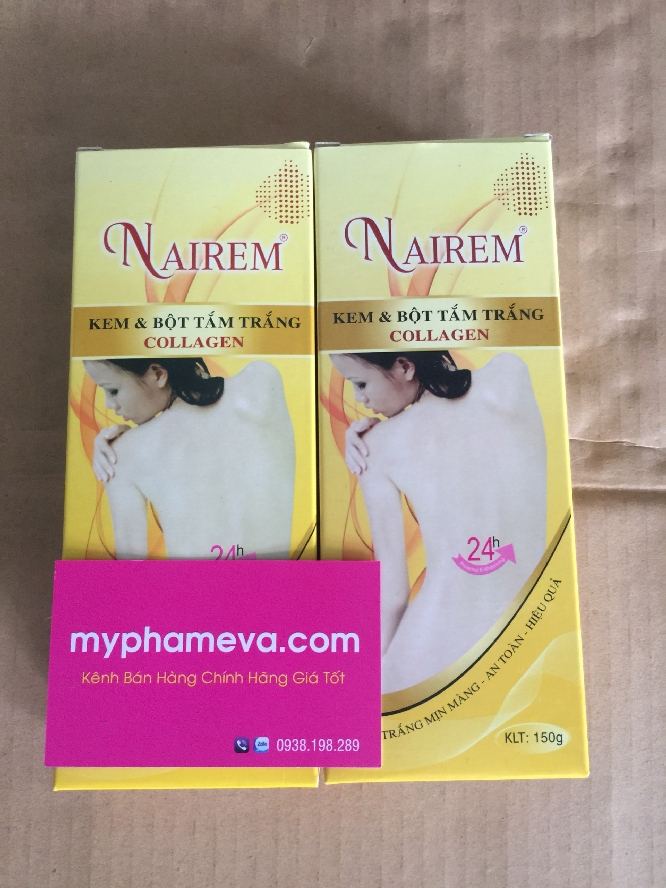 NAIREM®
KEM & BỘT TẮM TRẮNG
COLLAGEN
24h
NAIREM®
KEM & BỘT TẮM TRẮNG
COLLAGEN
24h
TRẮNG MỊN MÀNG - AN TOÀN - HIỆU QUẢ
KLT: 150g
myphameva.com
Kênh Bán Hàng Chính Hãng Giá Tốt
Zalo
0938.198.289